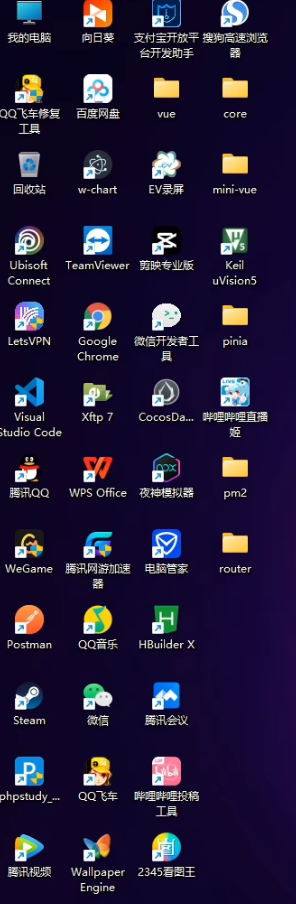 我的电脑
向日葵
支付宝开放平
台开发助手
搜狗高速浏览
器
QQ飞车修复
工具
百度网盘
vue
core
回收站
w-chart
EV录屏
mini-vue
Ubisoft
Connect
TeamViewer
剪映专业版
Keil
uVision5
LetsVPN
Google
Chrome
微信开发者工
具
pinia
Visual
Studio Code
Xftp 7
CocosDa...
哔哩哔哩直播
姬
腾讯QQ
WPS Office
夜神模拟器
pm2
WeGame
腾讯网游加速
器
电脑管家
router
Postman
QQ音乐
HBuilder X
Steam
微信
腾讯会议
phpstudy_...
QQ飞车
哔哩哔哩投稿
工具
腾讯视频
Wallpaper
Engine
2345看图王